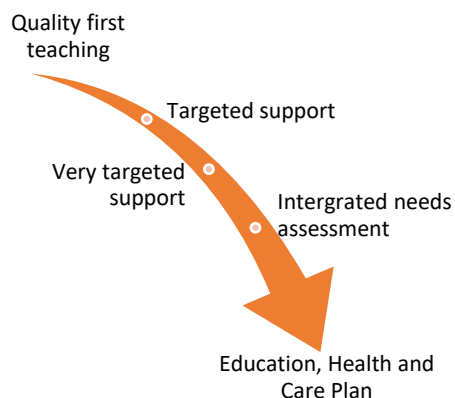 Quality first
teaching
Targeted support
Very targeted
support
Intergrated needs
assessment
Education, Health and
Care Plan